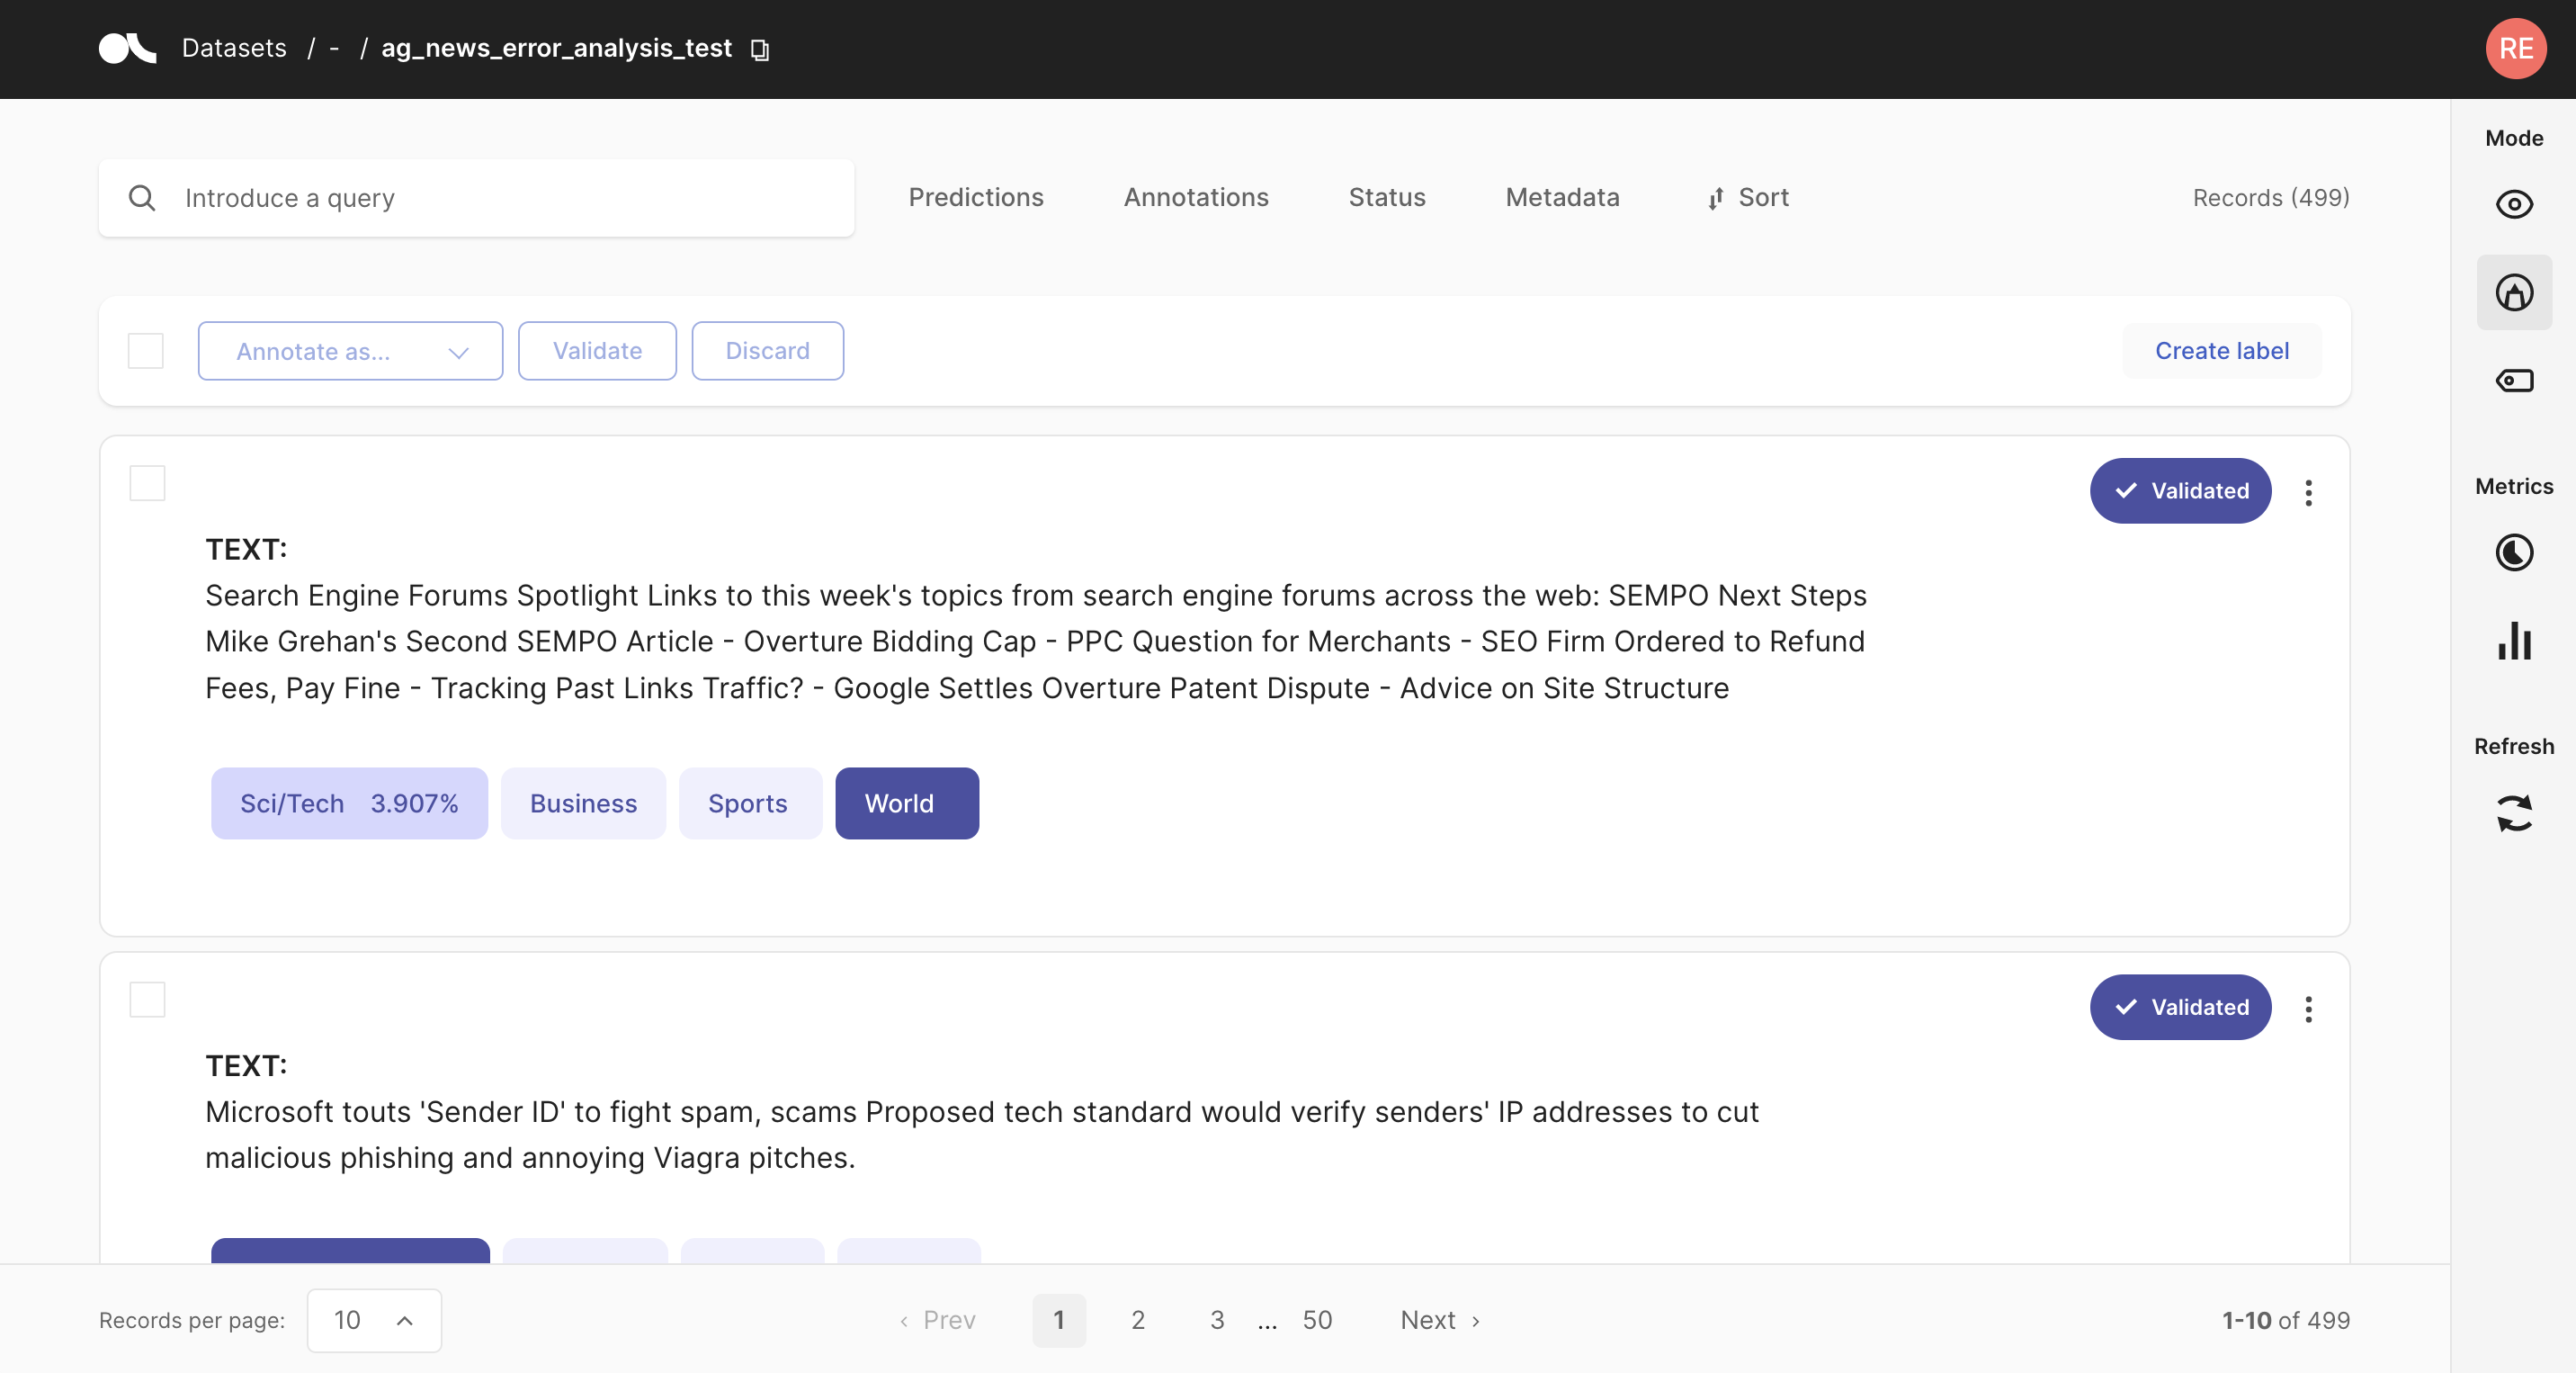 Datasets / - / ag_news_error_analysis_test
RE
Introduce a query
Predictions Annotations Status Metadata Sort
Records (499)
Mode
Annotate as... Validate Discard
Create label
Validated
TEXT:
Search Engine Forums Spotlight Links to this week's topics from search engine forums across the web: SEMPO Next Steps
Mike Grehan's Second SEMPO Article - Overture Bidding Cap - PPC Question for Merchants - SEO Firm Ordered to Refund
Fees, Pay Fine - Tracking Past Links Traffic? - Google Settles Overture Patent Dispute - Advice on Site Structure
Sci/Tech 3.907% Business Sports World
Metrics
Refresh
Validated
TEXT:
Microsoft touts 'Sender ID' to fight spam, scams Proposed tech standard would verify senders' IP addresses to cut
malicious phishing and annoying Viagra pitches.
Records per page: 10
‹ Prev 1 2 3 ... 50 Next ›
1-10 of 499